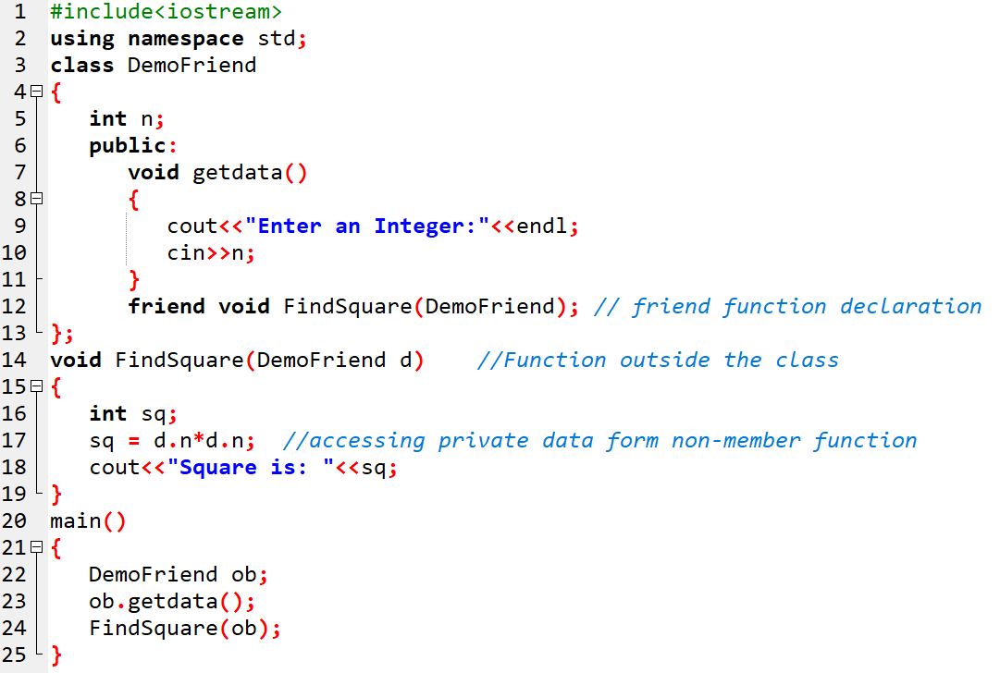 1 #include<iostream>
2 using namespace std;
3 class DemoFriend
4 {
5 int n;
6 public:
7 void getdata()
8 {
9 cout<<"Enter an Integer:"<<endl;
10 cin>>n;
11 }
12 friend void FindSquare(DemoFriend); // friend function declaration
13 };
14 void FindSquare(DemoFriend d) //Function outside the class
15 {
16 int sq;
17 sq = d.n*d.n; //accessing private data form non-member function
18 cout<<"Square is: "<<sq;
19 }
20 main()
21 {
22 DemoFriend ob;
23 ob.getdata();
24 FindSquare(ob);
25 }